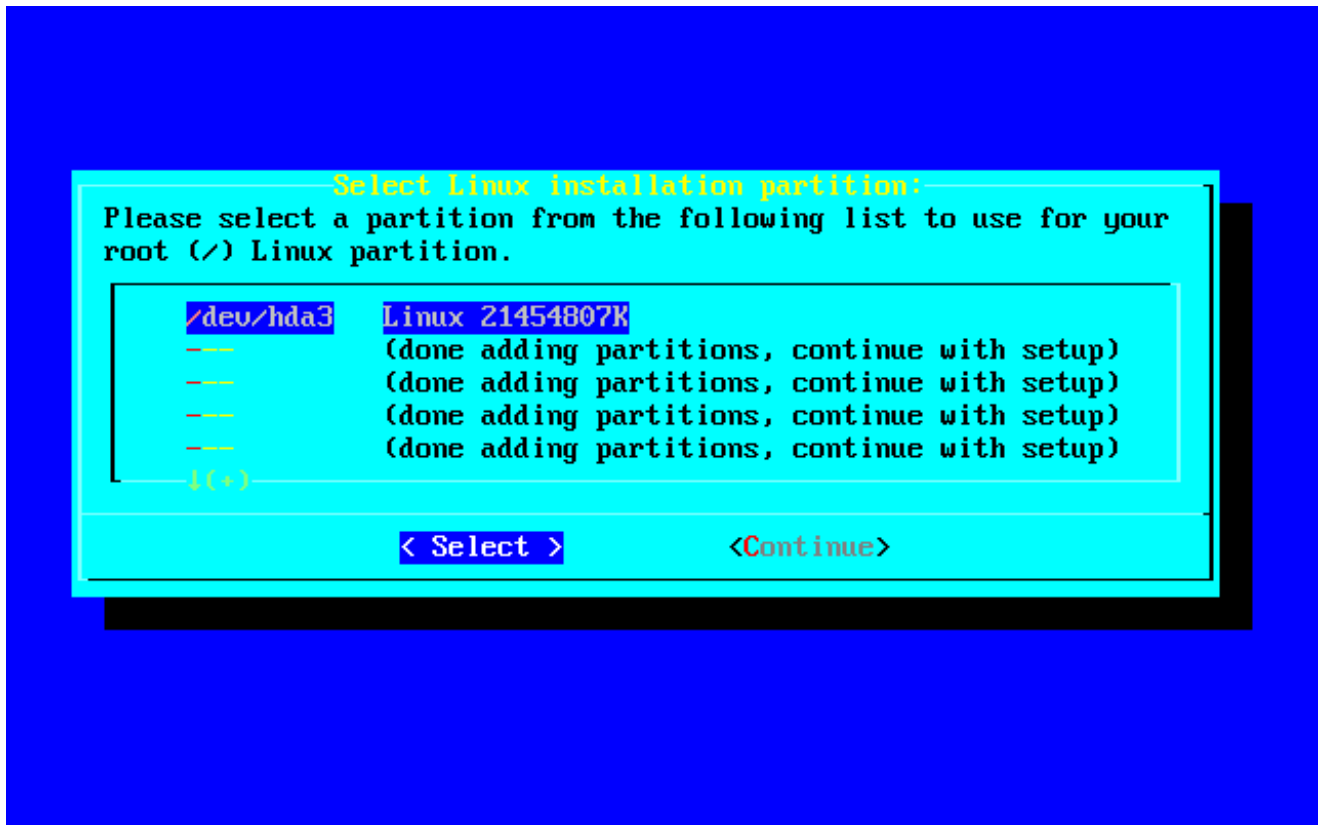 Select Linux installation partition:
Please select a partition from the following list to use for your
root (/) Linux partition.
/dev/hda3 Linux 21454807K
--- (done adding partitions, continue with setup)
--- (done adding partitions, continue with setup)
--- (done adding partitions, continue with setup)
--- (done adding partitions, continue with setup)
↓(+)
< Select > <Continue>